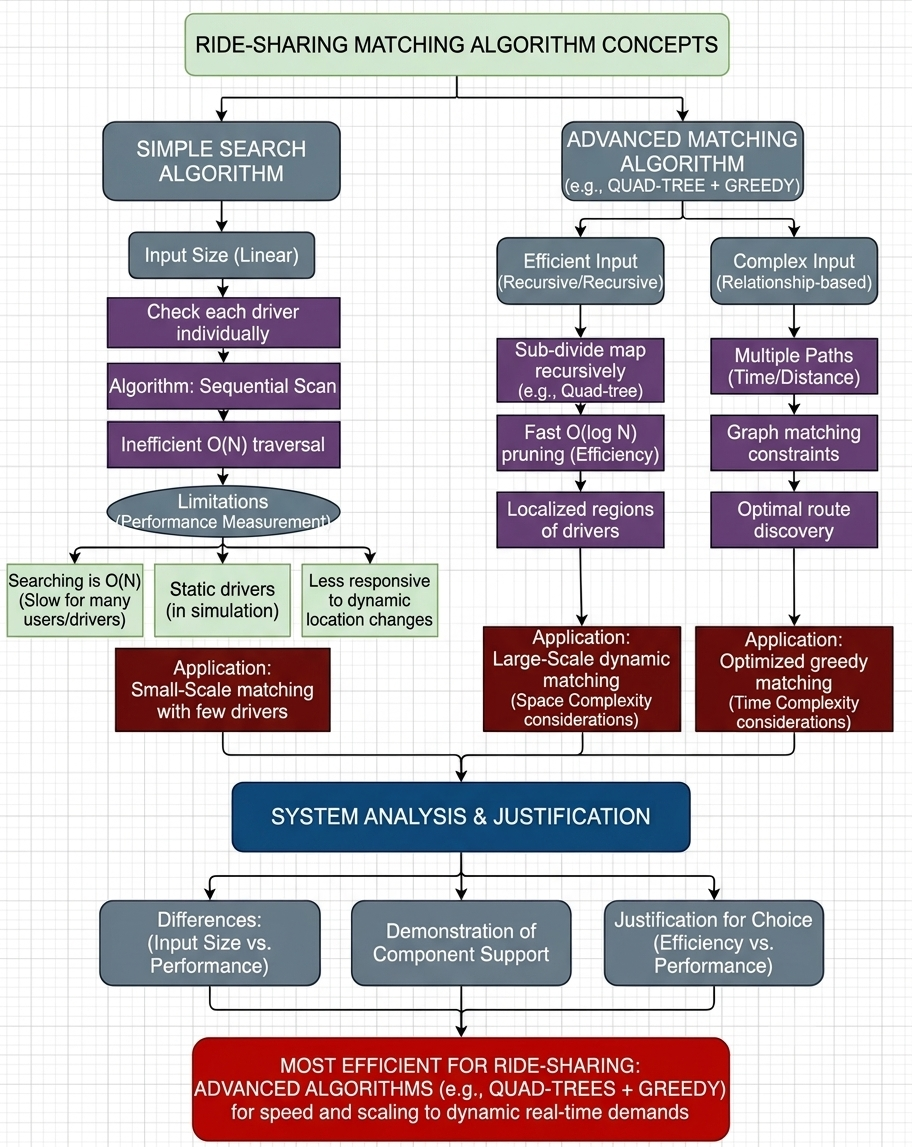 RIDE-SHARING MATCHING ALGORITHM CONCEPTS
SIMPLE SEARCH
ALGORITHM
Input Size (Linear)
Check each driver
individually
Algorithm: Sequential Scan
Inefficient O(N) traversal
Limitations
(Performance Measurement)
Searching is O(N)
(Slow for many
users/drivers)
Static drivers
(in simulation)
Less responsive
to dynamic
location changes
Application:
Small-Scale matching
with few drivers
ADVANCED MATCHING
ALGORITHM
(e.g., QUAD-TREE + GREEDY)
Efficient Input
(Recursive/Recursive)
Sub-divide map
recursively
(e.g., Quad-tree)
Fast O(log N)
pruning (Efficiency)
Localized regions
of drivers
Application:
Large-Scale dynamic
matching
(Space Complexity
considerations)
Complex Input
(Relationship-based)
Multiple Paths
(Time/Distance)
Graph matching
constraints
Optimal route
discovery
Application:
Optimized greedy
matching
(Time Complexity
considerations)
SYSTEM ANALYSIS & JUSTIFICATION
Differences:
(Input Size vs.
Performance)
Demonstration of
Component Support
Justification for Choice
(Efficiency vs.
Performance)
MOST EFFICIENT FOR RIDE-SHARING:
ADVANCED ALGORITHMS (e.g., QUAD-TREES + GREEDY)
for speed and scaling to dynamic real-time demands